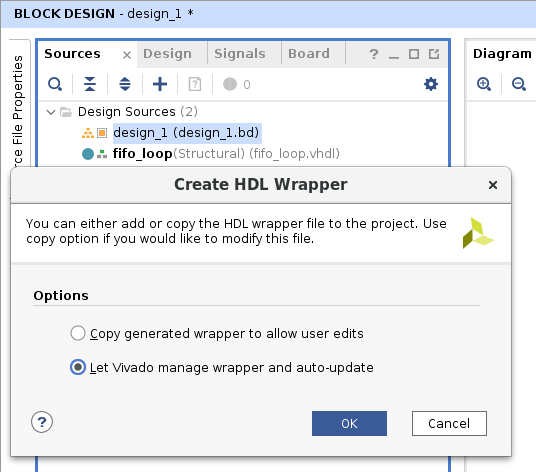 BLOCK DESIGN - design_1 *
Sources × Design Signals Board ? _
Diagram
0
Design Sources (2)
design_1 (design_1.bd)
fifo_loop(Structural) (fifo_loop.vhdl)
ce File Properties
Create HDL Wrapper ×
You can either add or copy the HDL wrapper file to the project. Use
copy option if you would like to modify this file.
Options
Copy generated wrapper to allow user edits
Let Vivado manage wrapper and auto-update
? OK Cancel